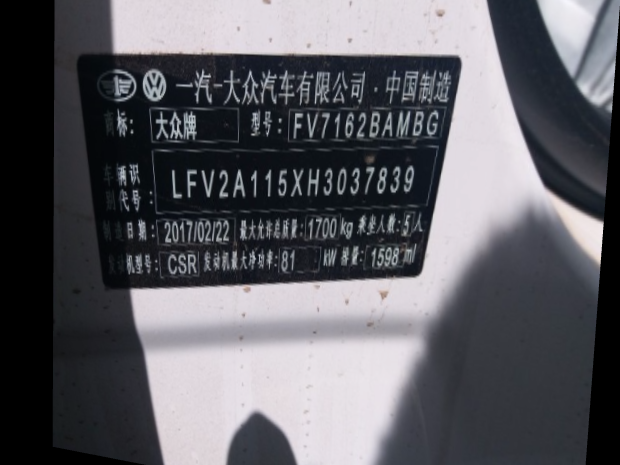 一汽-大众汽车有限公司·中国制造
商标: 大众牌 型号: FV7162BAMBG
车辆识别代号: LFV2A115XH3037839
制造日期: 2017/02/22 最大允许总质量: 1700 kg 乘坐人数: 5 人
发动机型号: CSR 发动机最大净功率: 81 kW 排量: 1598 ml